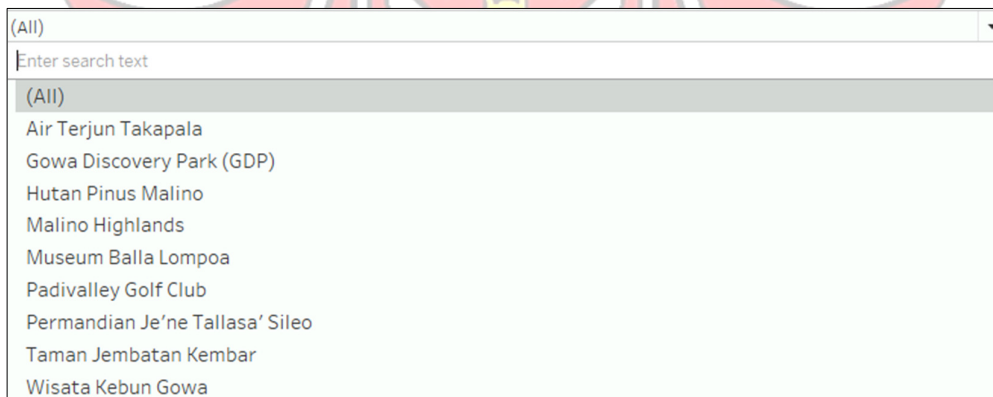 (All)
Enter search text
(All)
Air Terjun Takapala
Gowa Discovery Park (GDP)
Hutan Pinus Malino
Malino Highlands
Museum Balla Lompoa
Padivalley Golf Club
Permandian Je’ne Tallasa’ Sileo
Taman Jembatan Kembar
Wisata Kebun Gowa